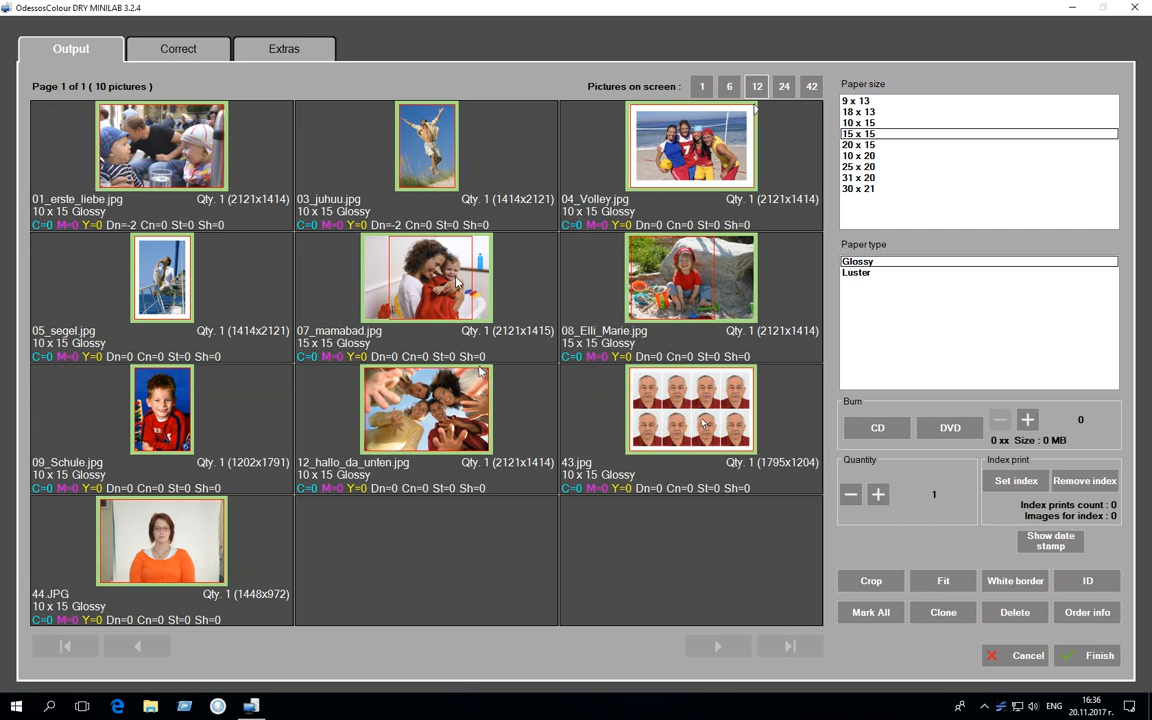 OdessosColour DRY MINILAB 3.2.4
Output
Correct
Extras
Page 1 of 1 ( 10 pictures )
Pictures on screen :
1
6
12
24
42
01_erste_liebe.jpg Qty. 1 (2121x1414)
10 x 15 Glossy
C=0 M=0 Y=0 Dn=-2 Cn=0 St=0 Sh=0
03_juhuu.jpg Qty. 1 (1414x2121)
10 x 15 Glossy
C=0 M=0 Y=0 Dn=-2 Cn=0 St=0 Sh=0
04_Volley.jpg Qty. 1 (2121x1414)
10 x 15 Glossy
C=0 M=0 Y=0 Dn=0 Cn=0 St=0 Sh=0
05_segel.jpg Qty. 1 (1414x2121)
10 x 15 Glossy
C=0 M=0 Y=0 Dn=0 Cn=0 St=0 Sh=0
07_mamabad.jpg Qty. 1 (2121x1415)
15 x 15 Glossy
C=0 M=0 Y=0 Dn=0 Cn=0 St=0 Sh=0
08_Elli_Marie.jpg Qty. 1 (2121x1414)
15 x 15 Glossy
C=0 M=0 Y=0 Dn=0 Cn=0 St=0 Sh=0
09_Schule.jpg Qty. 1 (1202x1791)
10 x 15 Glossy
C=0 M=0 Y=0 Dn=0 Cn=0 St=0 Sh=0
12_hallo_da_unten.jpg Qty. 1 (2121x1414)
10 x 15 Glossy
C=0 M=0 Y=0 Dn=0 Cn=0 St=0 Sh=0
43.jpg Qty. 1 (1795x1204)
10 x 15 Glossy
C=0 M=0 Y=0 Dn=0 Cn=0 St=0 Sh=0
44.JPG Qty. 1 (1448x972)
10 x 15 Glossy
C=0 M=0 Y=0 Dn=0 Cn=0 St=0 Sh=0
Paper size
9 x 13
18 x 13
10 x 15
15 x 15
20 x 15
10 x 20
25 x 20
31 x 20
30 x 21
Paper type
Glossy
Luster
Burn
CD
DVD
0
0 xx Size : 0 MB
Quantity
1
Index print
Set index
Remove index
Index prints count : 0
Images for index : 0
Show date
stamp
Crop
Fit
White border
ID
Mark All
Clone
Delete
Order info
Cancel
Finish
ENG
16:36
20.11.2017 г.